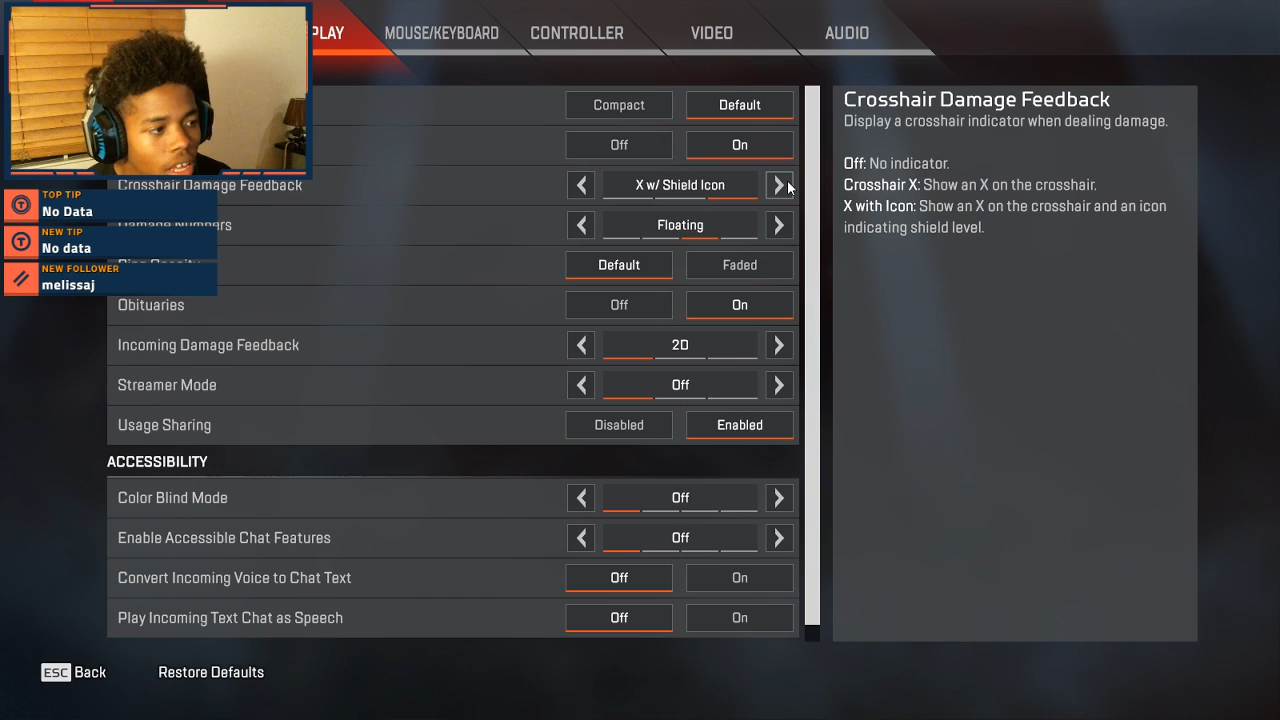 PLAY
MOUSE/KEYBOARD
CONTROLLER
VIDEO
AUDIO
Compact
Default
Off
On
Crosshair Damage Feedback
X w/ Shield Icon
Damage Numbers
Floating
Default
Faded
Obituaries
Off
On
Incoming Damage Feedback
2D
Streamer Mode
Off
Usage Sharing
Disabled
Enabled
ACCESSIBILITY
Color Blind Mode
Off
Enable Accessible Chat Features
Off
Convert Incoming Voice to Chat Text
Off
On
Play Incoming Text Chat as Speech
Off
On
Crosshair Damage Feedback
Display a crosshair indicator when dealing damage.
Off: No indicator.
Crosshair X: Show an X on the crosshair.
X with Icon: Show an X on the crosshair and an icon
indicating shield level.
TOP TIP
No Data
NEW TIP
No data
NEW FOLLOWER
melissaj
ESC Back
Restore Defaults